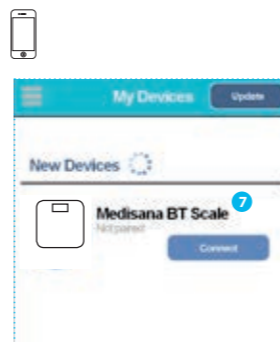 My Devices Update
New Devices
Medisana BT Scale 7
Not paired
Connect